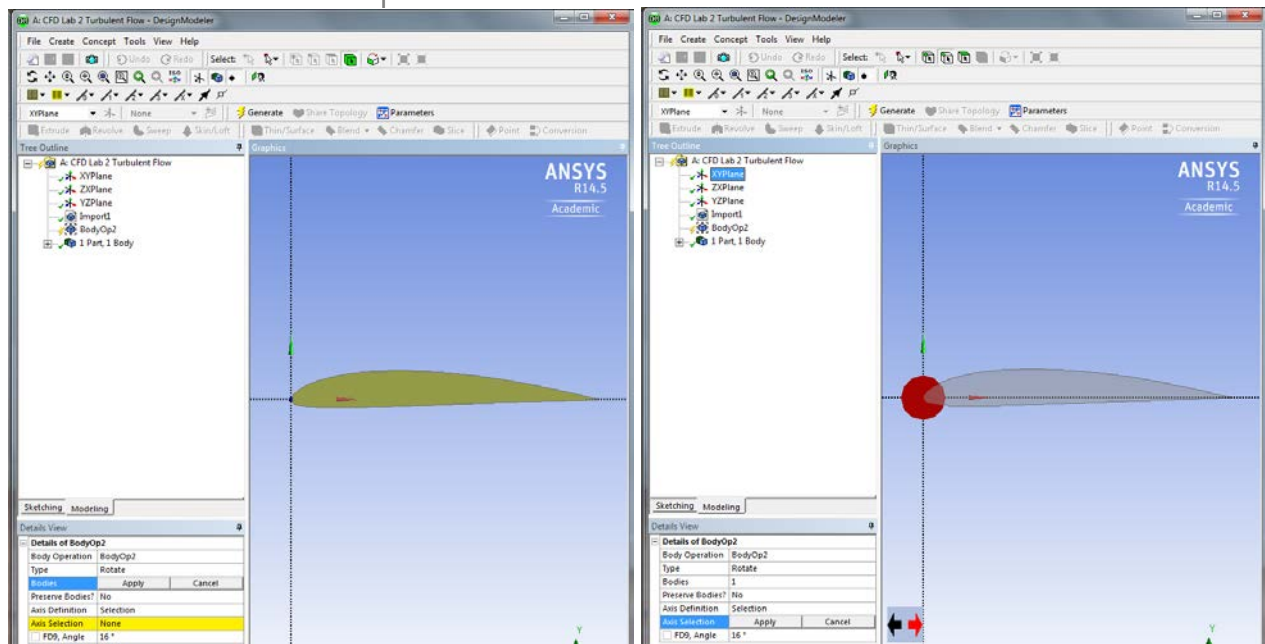 A: CFD Lab 2 Turbulent Flow - DesignModeler
File Create Concept Tools View Help
Undo Redo Select:
XYPlane None Generate Share Topology Parameters
Extrude Revolve Sweep Skin/Loft Thin/Surface Blend Chamfer Slice Point Conversion
Tree Outline
A: CFD Lab 2 Turbulent Flow
XYPlane
ZXPlane
YZPlane
Import1
BodyOp2
1 Part, 1 Body
Sketching Modeling
Details View
Details of BodyOp2
Body Operation BodyOp2
Type Rotate
Bodies Apply Cancel
Preserve Bodies? No
Axis Definition Selection
Axis Selection None
FD9, Angle 16 °
Graphics
ANSYS
R14.5
Academic
Y
A: CFD Lab 2 Turbulent Flow - DesignModeler
File Create Concept Tools View Help
Undo Redo Select:
XYPlane None Generate Share Topology Parameters
Extrude Revolve Sweep Skin/Loft Thin/Surface Blend Chamfer Slice Point Conversion
Tree Outline
A: CFD Lab 2 Turbulent Flow
XYPlane
ZXPlane
YZPlane
Import1
BodyOp2
1 Part, 1 Body
Sketching Modeling
Details View
Details of BodyOp2
Body Operation BodyOp2
Type Rotate
Bodies 1
Preserve Bodies? No
Axis Definition Selection
Axis Selection Apply Cancel
FD9, Angle 16 °
Graphics
ANSYS
R14.5
Academic
Y